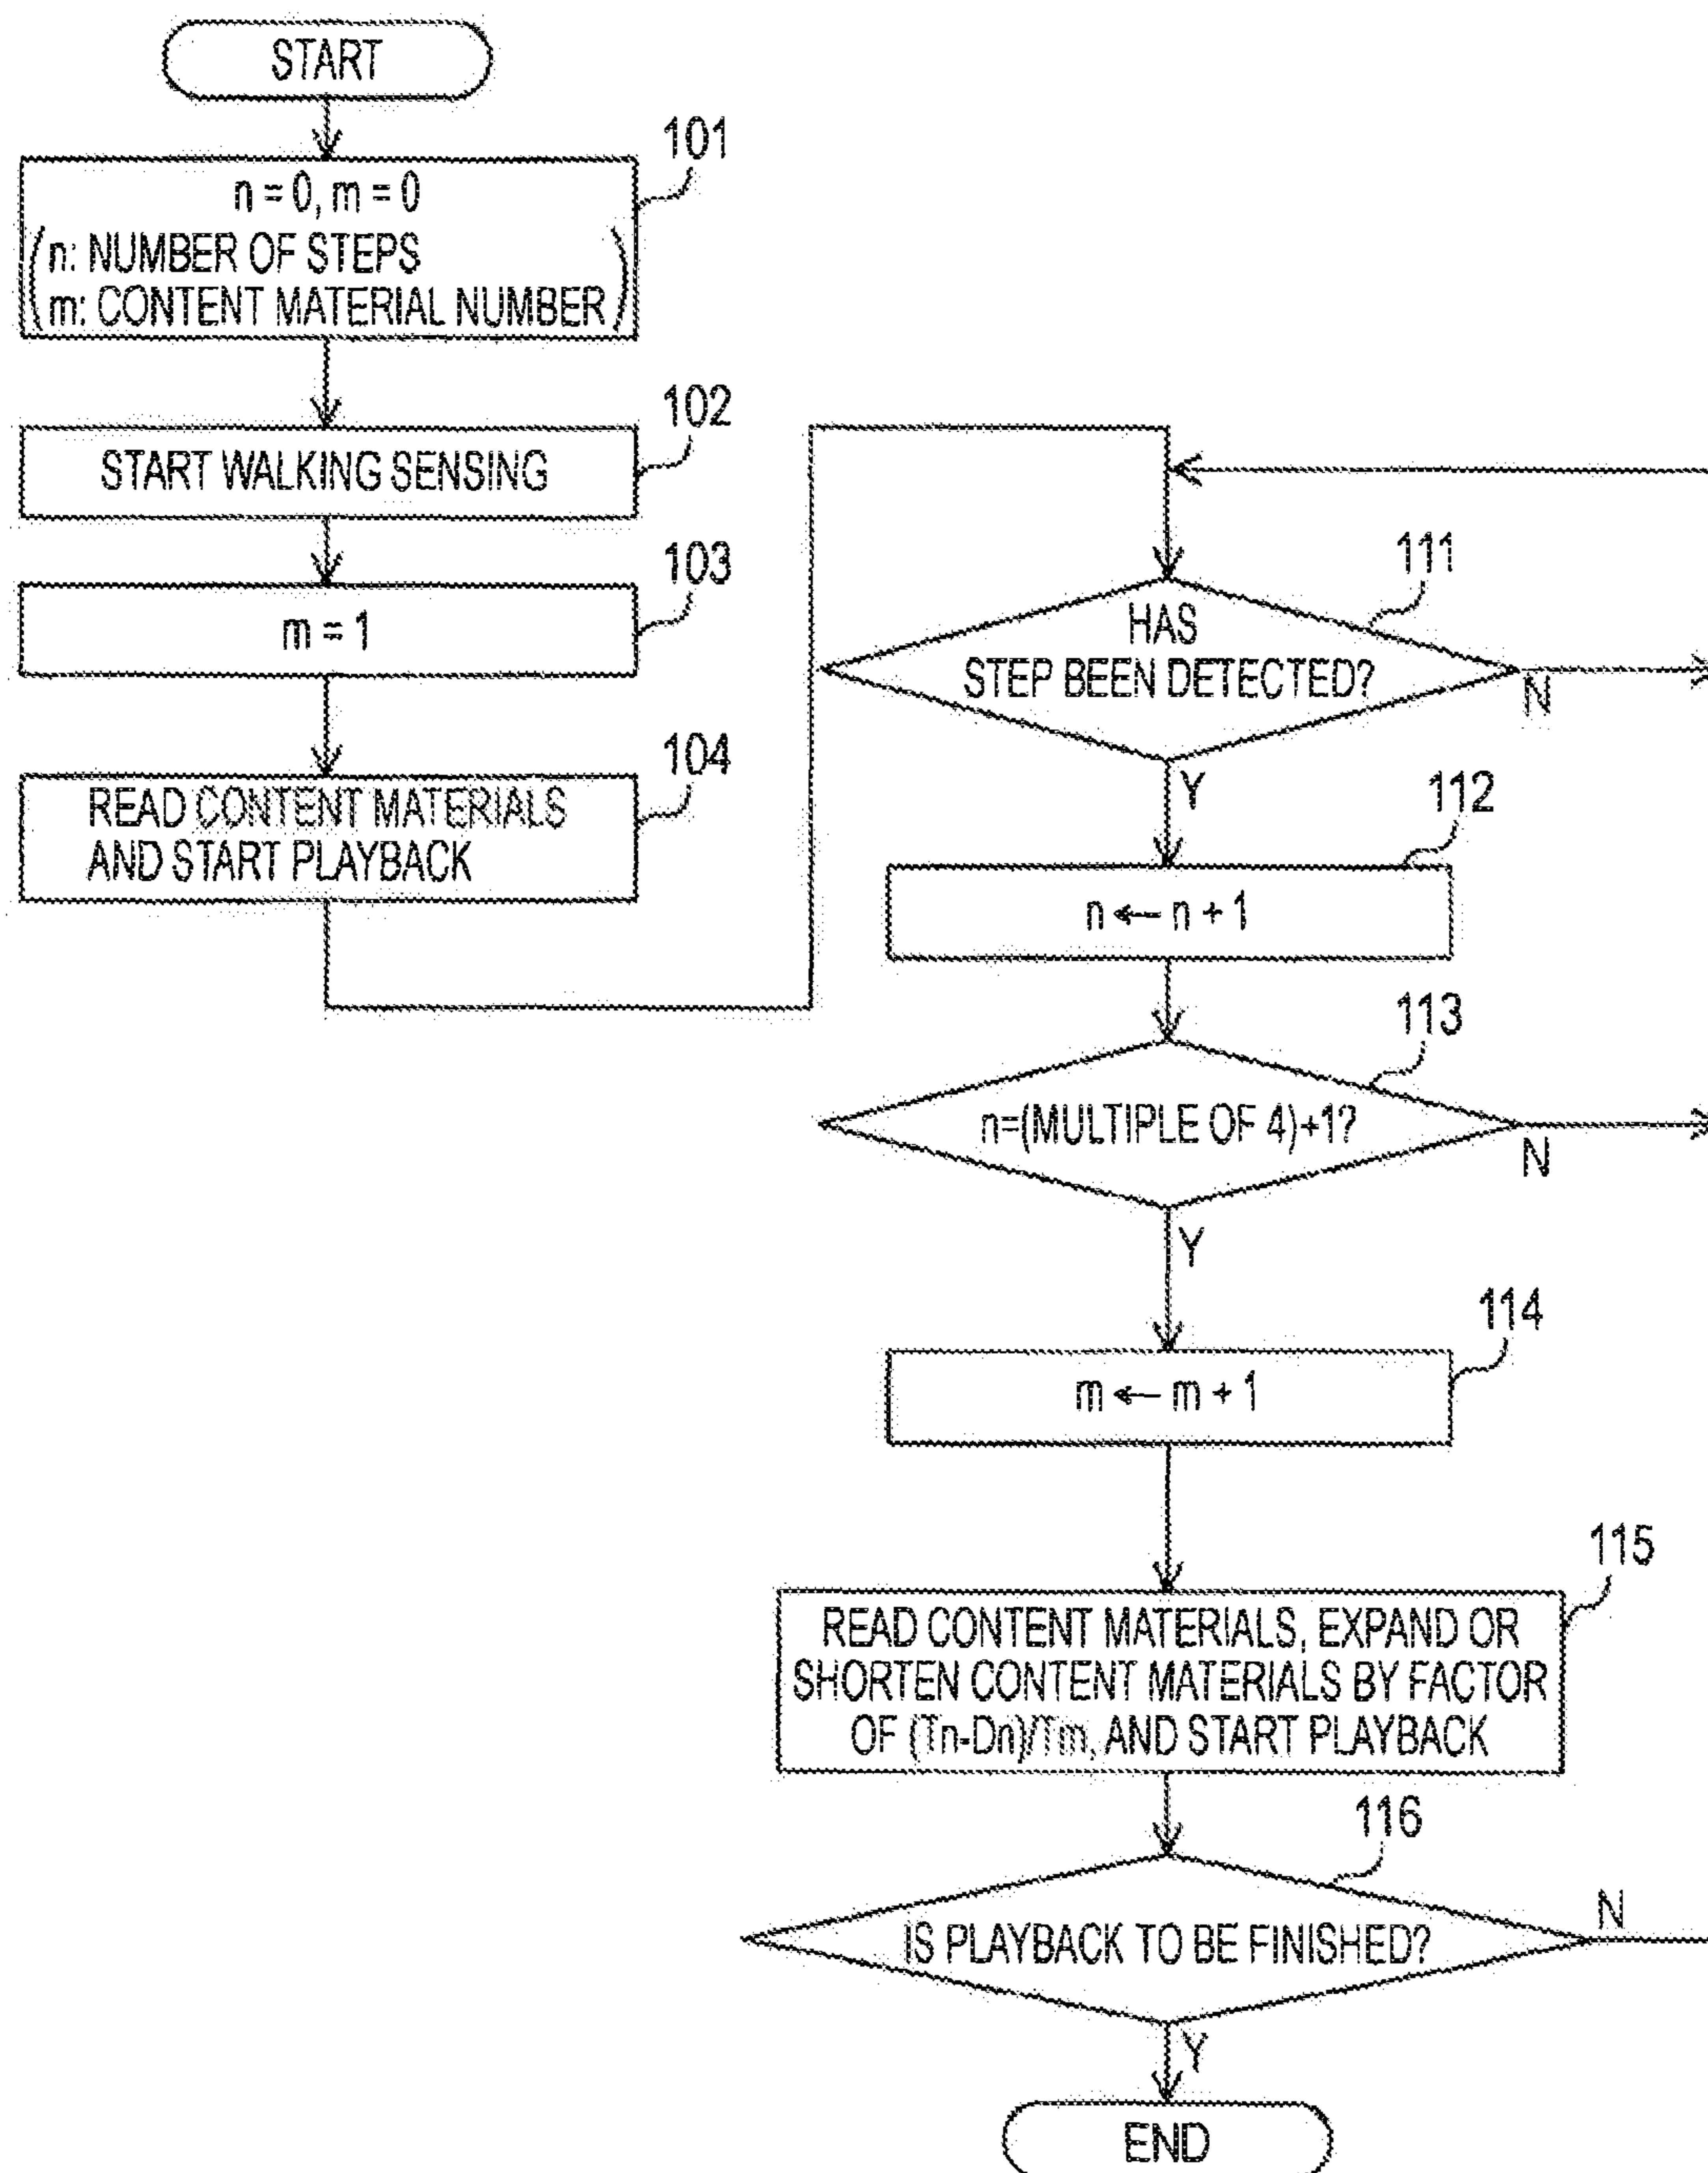 START
101
n = 0, m = 0
(n: NUMBER OF STEPS
m: CONTENT MATERIAL NUMBER)
102
START WALKING SENSING
103
m = 1
104
READ CONTENT MATERIALS
AND START PLAYBACK
111
HAS
STEP BEEN DETECTED?
N
Y
112
n ← n + 1
113
n=(MULTIPLE OF 4)+1?
N
Y
114
m ← m + 1
115
READ CONTENT MATERIALS, EXPAND OR
SHORTEN CONTENT MATERIALS BY FACTOR
OF (Tn-Dn)/Tm, AND START PLAYBACK
116
IS PLAYBACK TO BE FINISHED?
N
Y
END